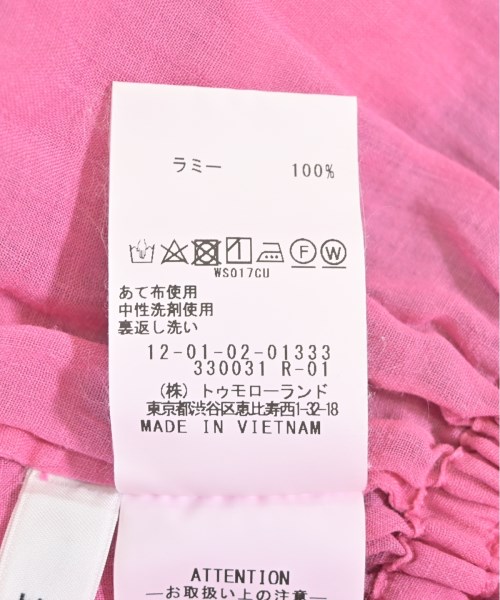 ラミー 100%
F W
WS017CU
あて布使用
中性洗剤使用
裏返し洗い
12-01-02-01333
330031 R-01
(株) トゥモローランド
東京都渋谷区恵比寿西1-32-18
MADE IN VIETNAM
ATTENTION
―お取扱い上の注意―